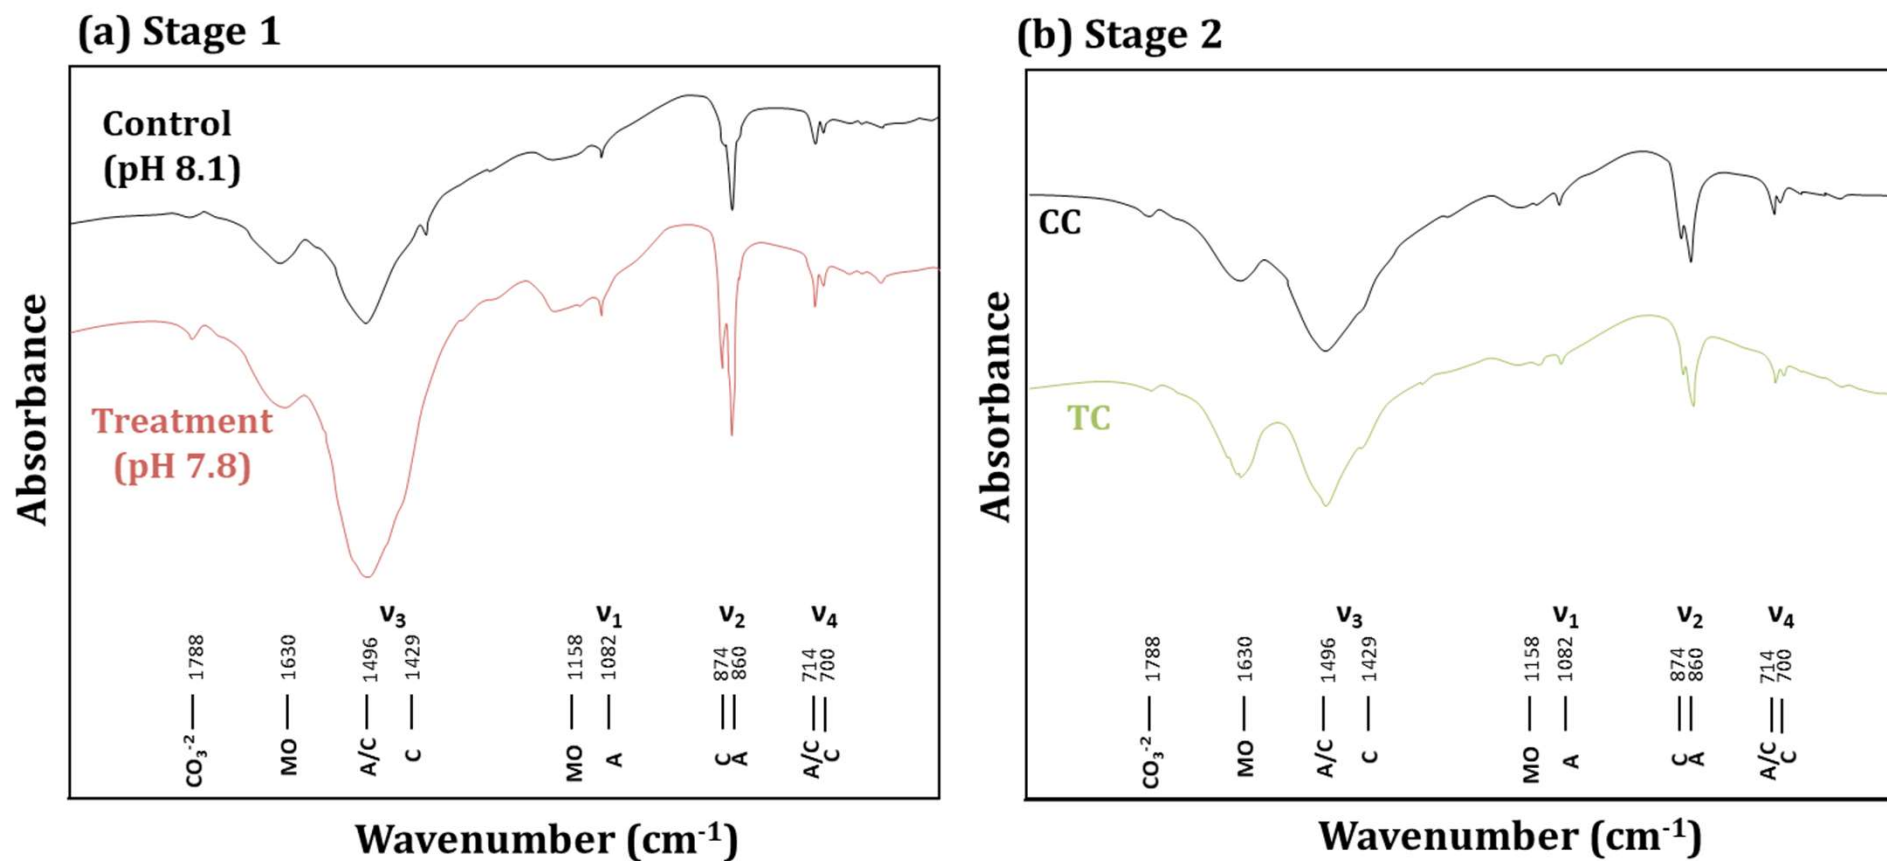 (a) Stage 1
Control
(pH 8.1)
Treatment
(pH 7.8)
Absorbance
ν₃ ν₁ ν₂ ν₄
1788 1630 1496 1429 1158 1082 874 860 714 700
CO₃⁻² MO A/C C MO A C A A/C C
Wavenumber (cm⁻¹)
(b) Stage 2
CC
TC
Absorbance
ν₃ ν₁ ν₂ ν₄
1788 1630 1496 1429 1158 1082 874 860 714 700
CO₃⁻² MO A/C C MO A C A A/C C
Wavenumber (cm⁻¹)